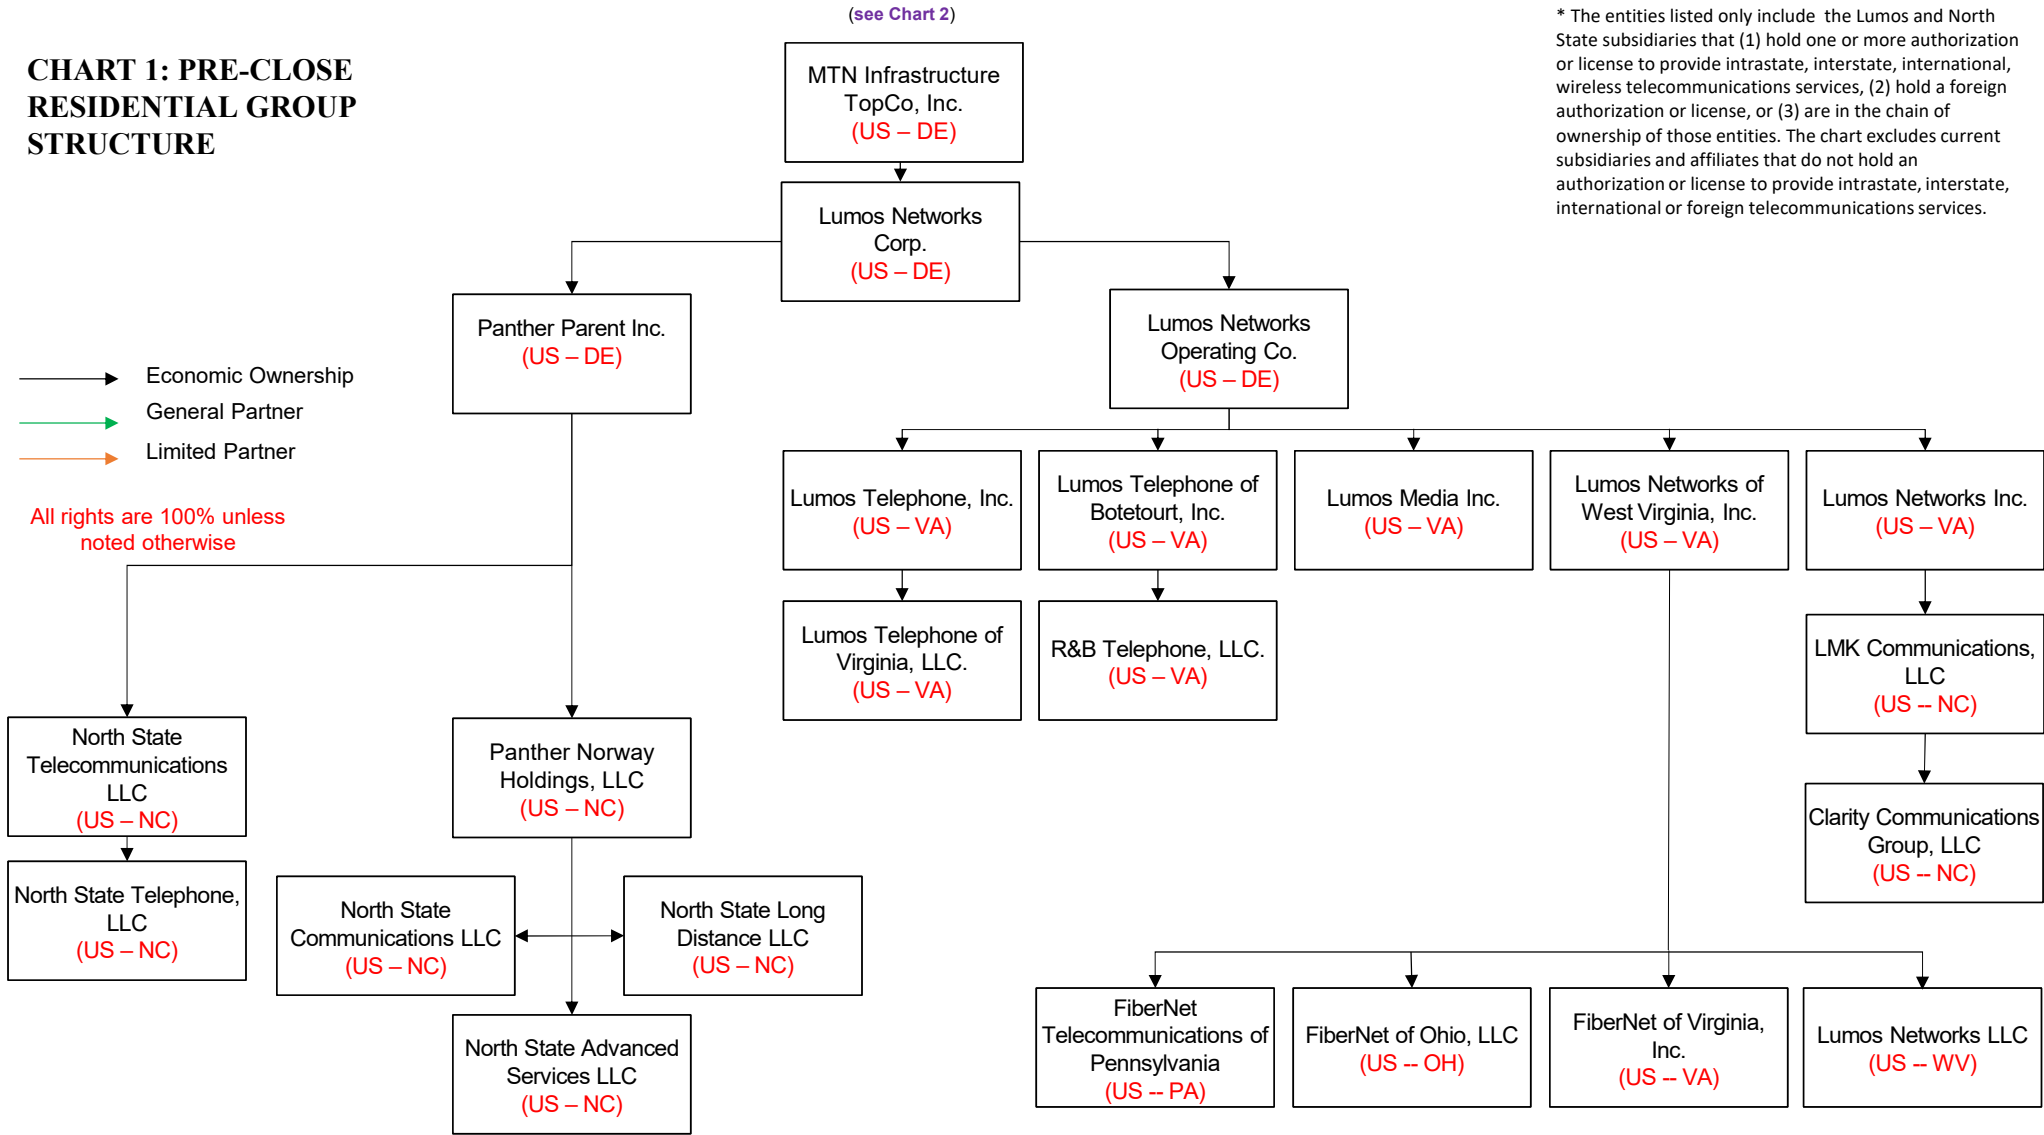 (see Chart 2)
* The entities listed only include the Lumos and North
State subsidiaries that (1) hold one or more authorization
or license to provide intrastate, interstate, international,
wireless telecommunications services, (2) hold a foreign
authorization or license, or (3) are in the chain of
ownership of those entities. The chart excludes current
subsidiaries and affiliates that do not hold an
authorization or license to provide intrastate, interstate,
international or foreign telecommunications services.
CHART 1: PRE-CLOSE
RESIDENTIAL GROUP
STRUCTURE
MTN Infrastructure
TopCo, Inc.
(US – DE)
Lumos Networks
Corp.
(US – DE)
Panther Parent Inc.
(US – DE)
Lumos Networks
Operating Co.
(US – DE)
Economic Ownership
General Partner
Limited Partner
All rights are 100% unless
noted otherwise
Lumos Telephone, Inc.
(US – VA)
Lumos Telephone of
Botetourt, Inc.
(US – VA)
Lumos Media Inc.
(US – VA)
Lumos Networks of
West Virginia, Inc.
(US – VA)
Lumos Networks Inc.
(US – VA)
Lumos Telephone of
Virginia, LLC.
(US – VA)
R&B Telephone, LLC.
(US – VA)
LMK Communications,
LLC
(US -- NC)
North State
Telecommunications
LLC
(US – NC)
Panther Norway
Holdings, LLC
(US – NC)
Clarity Communications
Group, LLC
(US -- NC)
North State Telephone,
LLC
(US – NC)
North State
Communications LLC
(US – NC)
North State Long
Distance LLC
(US – NC)
North State Advanced
Services LLC
(US – NC)
FiberNet
Telecommunications of
Pennsylvania
(US -- PA)
FiberNet of Ohio, LLC
(US -- OH)
FiberNet of Virginia,
Inc.
(US -- VA)
Lumos Networks LLC
(US -- WV)